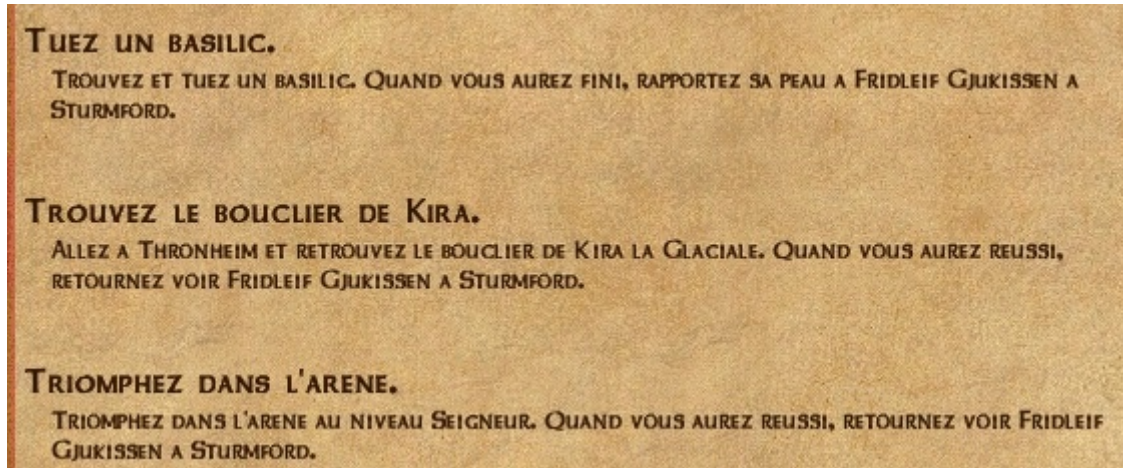 Tuez un basilic.
Trouvez et tuez un basilic. Quand vous aurez fini, rapportez sa peau a Fridleif Gjukissen a
Sturmford.
Trouvez le bouclier de Kira.
Allez a Thronheim et retrouvez le bouclier de Kira la Glaciale. Quand vous aurez reussi,
retournez voir Fridleif Gjukissen a Sturmford.
Triomphez dans l'arene.
Triomphez dans l'arene au niveau Seigneur. Quand vous aurez reussi, retournez voir Fridleif
Gjukissen a Sturmford.